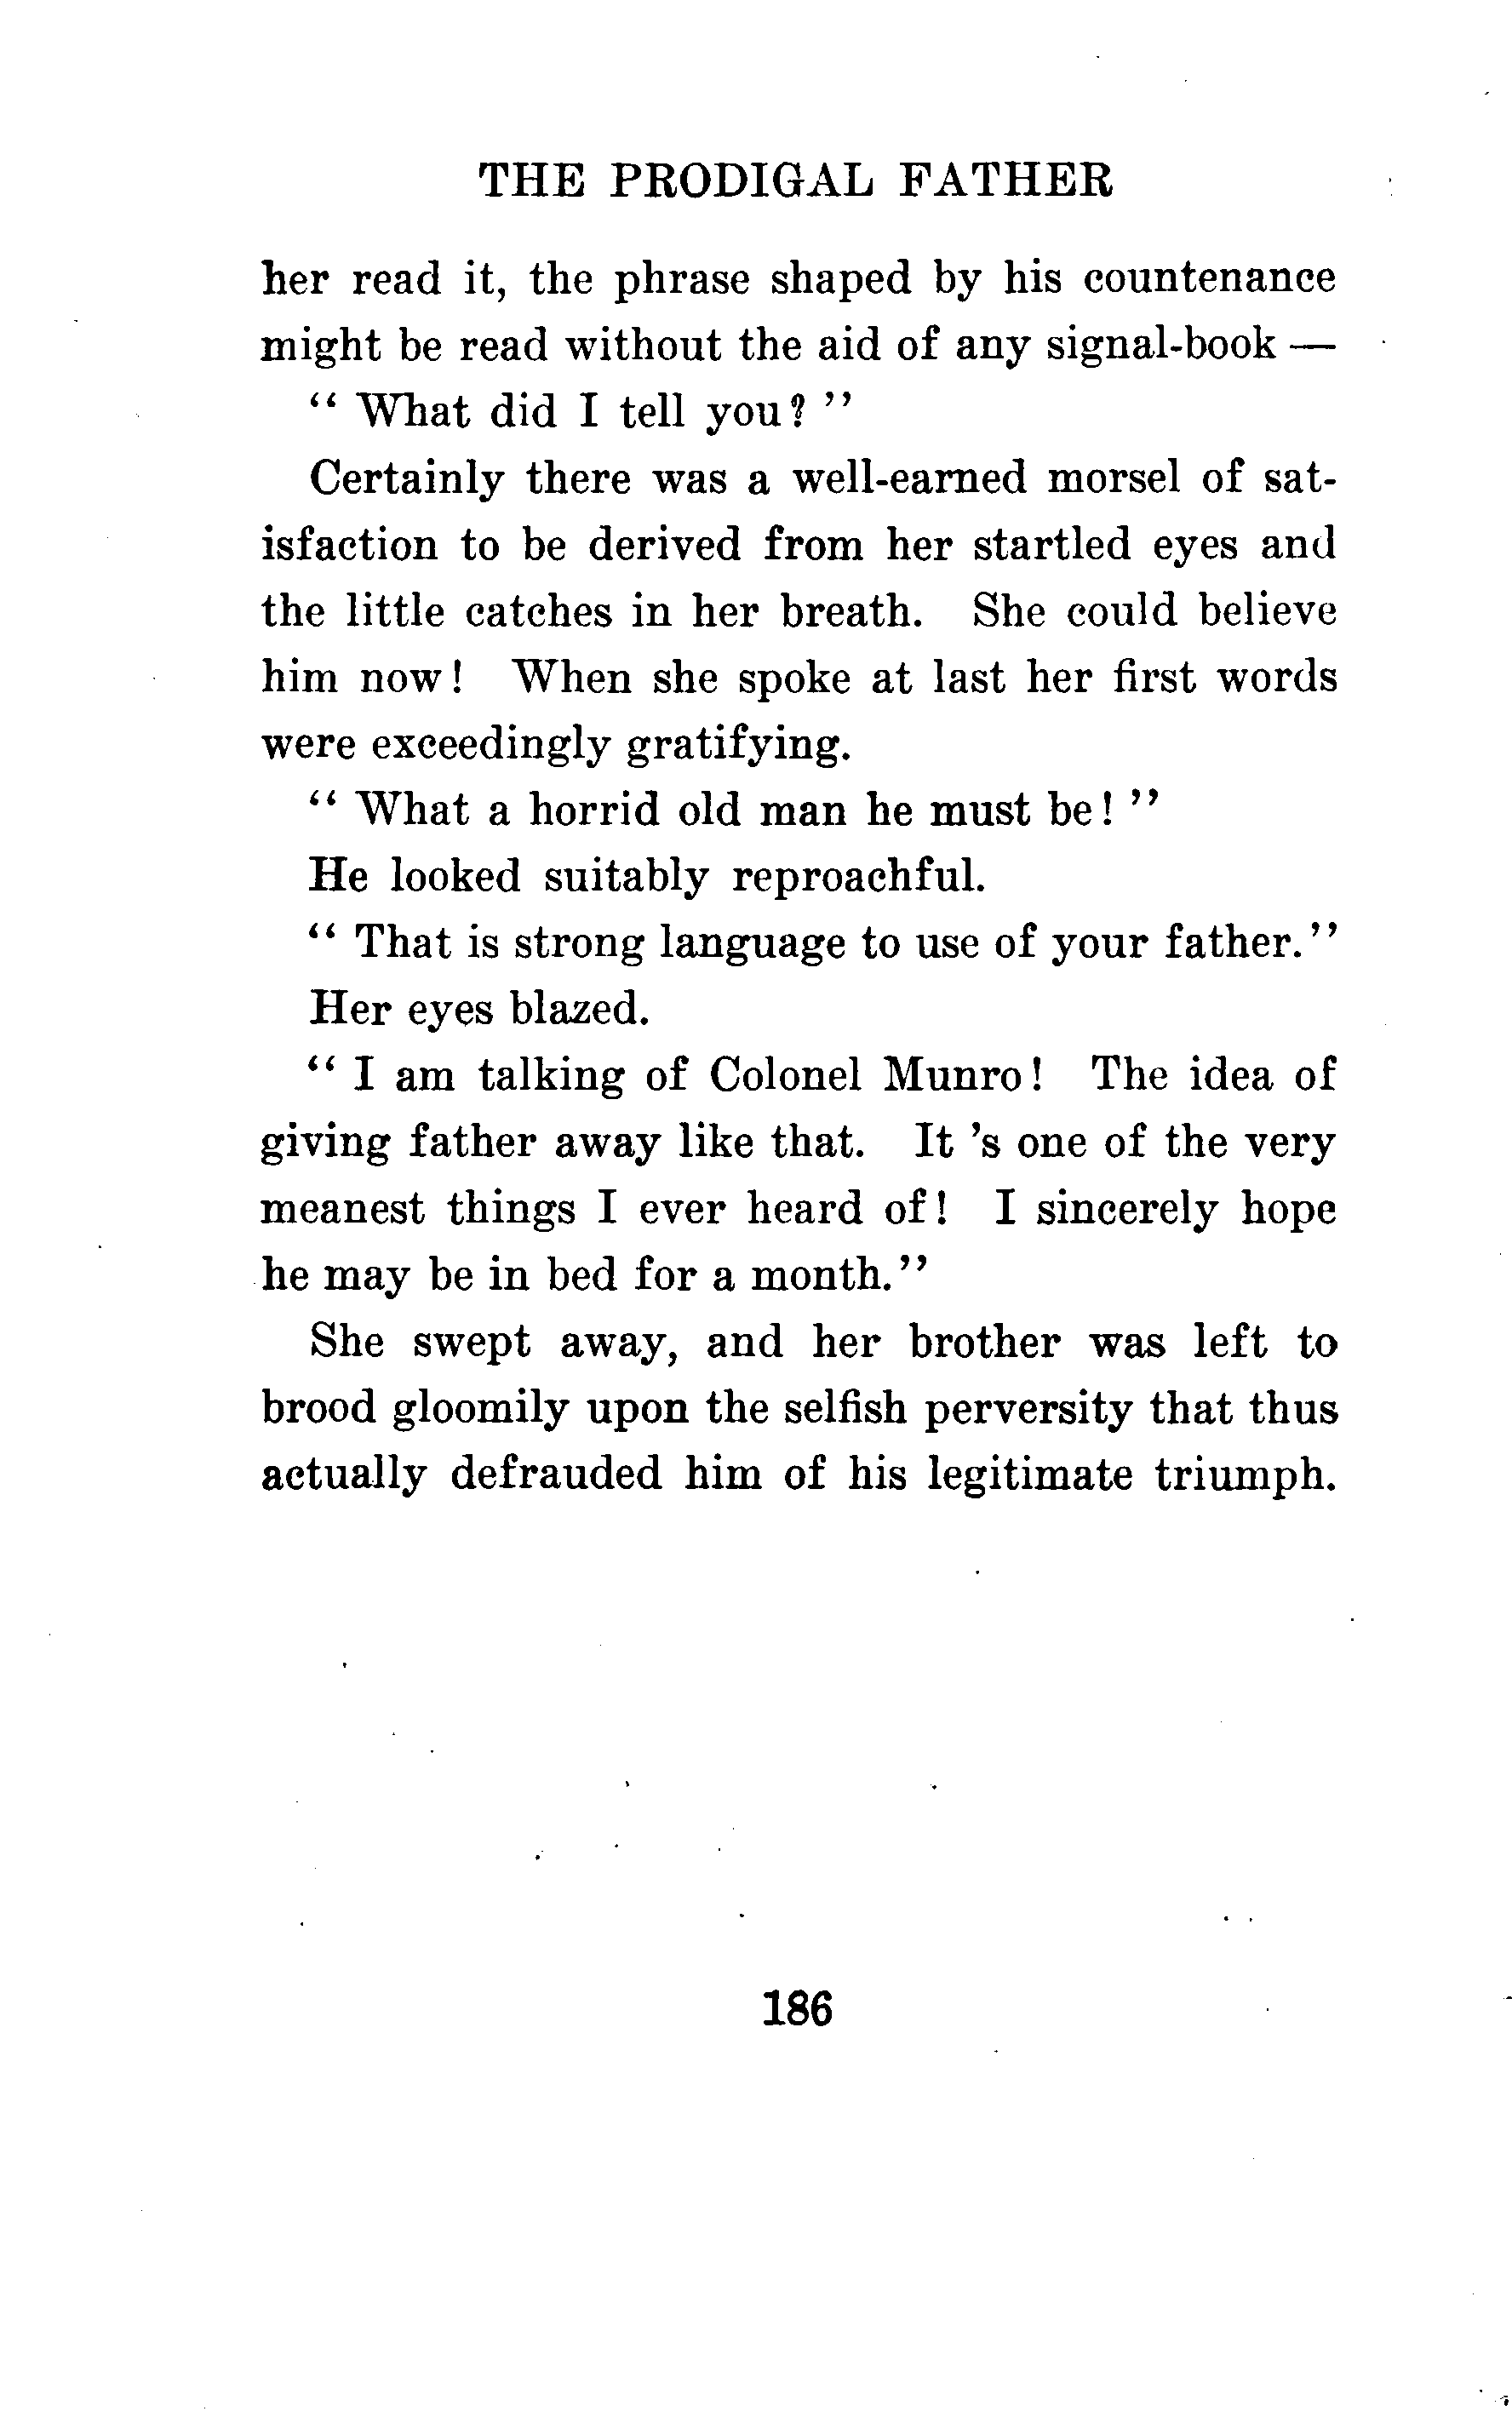 THE PRODIGAL FATHER
her read it, the phrase shaped by his countenance
might be read without the aid of any signal-book —
“ What did I tell you? ”
Certainly there was a well-earned morsel of sat-
isfaction to be derived from her startled eyes and
the little catches in her breath. She could believe
him now! When she spoke at last her first words
were exceedingly gratifying.
“ What a horrid old man he must be! ”
He looked suitably reproachful.
“ That is strong language to use of your father.”
Her eyes blazed.
“ I am talking of Colonel Munro! The idea of
giving father away like that. It 's one of the very
meanest things I ever heard of! I sincerely hope
he may be in bed for a month.”
She swept away, and her brother was left to
brood gloomily upon the selfish perversity that thus
actually defrauded him of his legitimate triumph.
186